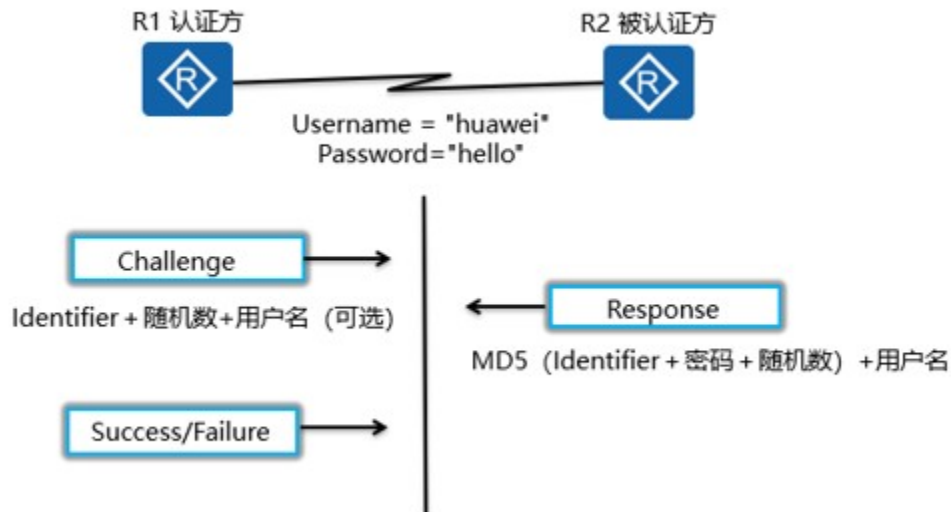 R1 认证方
R2 被认证方
R
R
Username = "huawei"
Password="hello"
Challenge
Identifier + 随机数+用户名 (可选)
Response
MD5 (Identifier + 密码 + 随机数) +用户名
Success/Failure